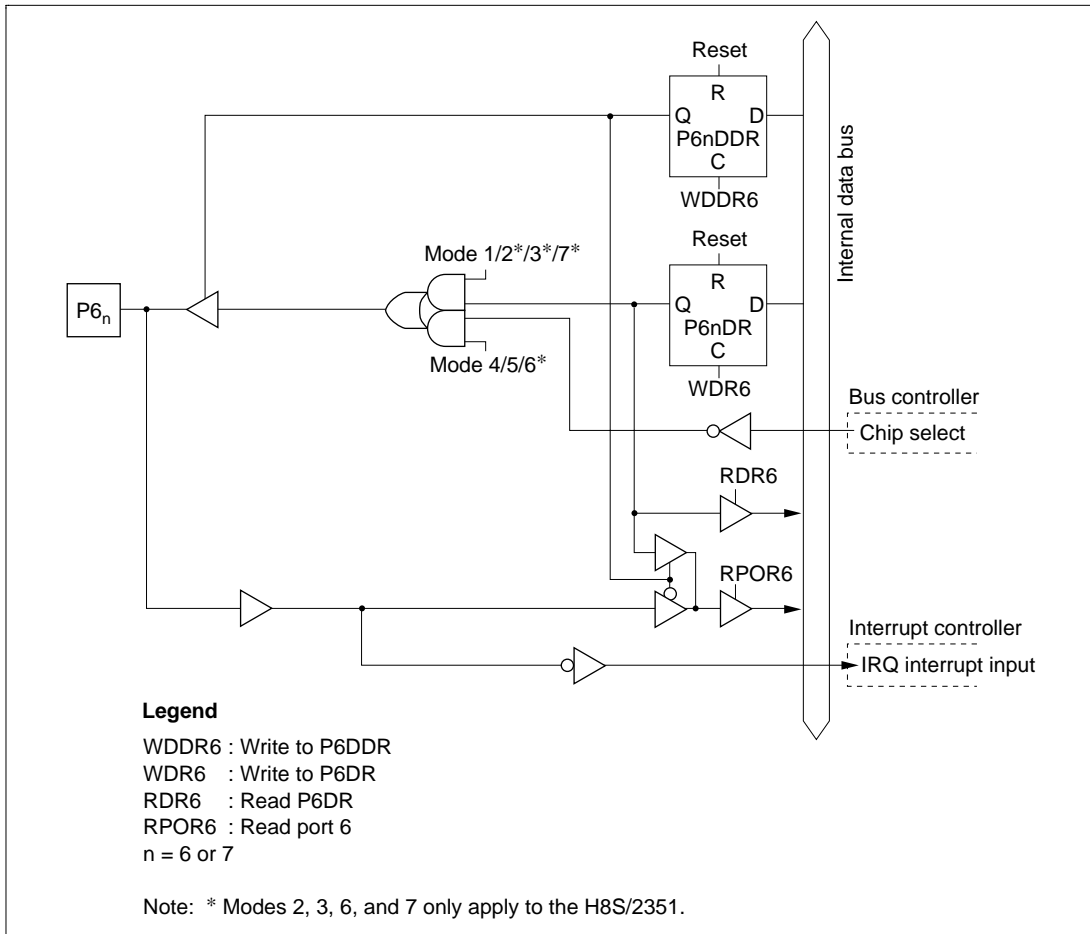 Reset
R
Q D
P6nDDR
C
WDDR6
Internal data bus
Mode 1/2*/3*/7*
Reset
R
Q D
P6nDR
C
WDR6
P6n
Mode 4/5/6*
Bus controller
Chip select
RDR6
RPOR6
Interrupt controller
IRQ interrupt input
Legend
WDDR6 : Write to P6DDR
WDR6 : Write to P6DR
RDR6 : Read P6DR
RPOR6 : Read port 6
n = 6 or 7
Note: * Modes 2, 3, 6, and 7 only apply to the H8S/2351.